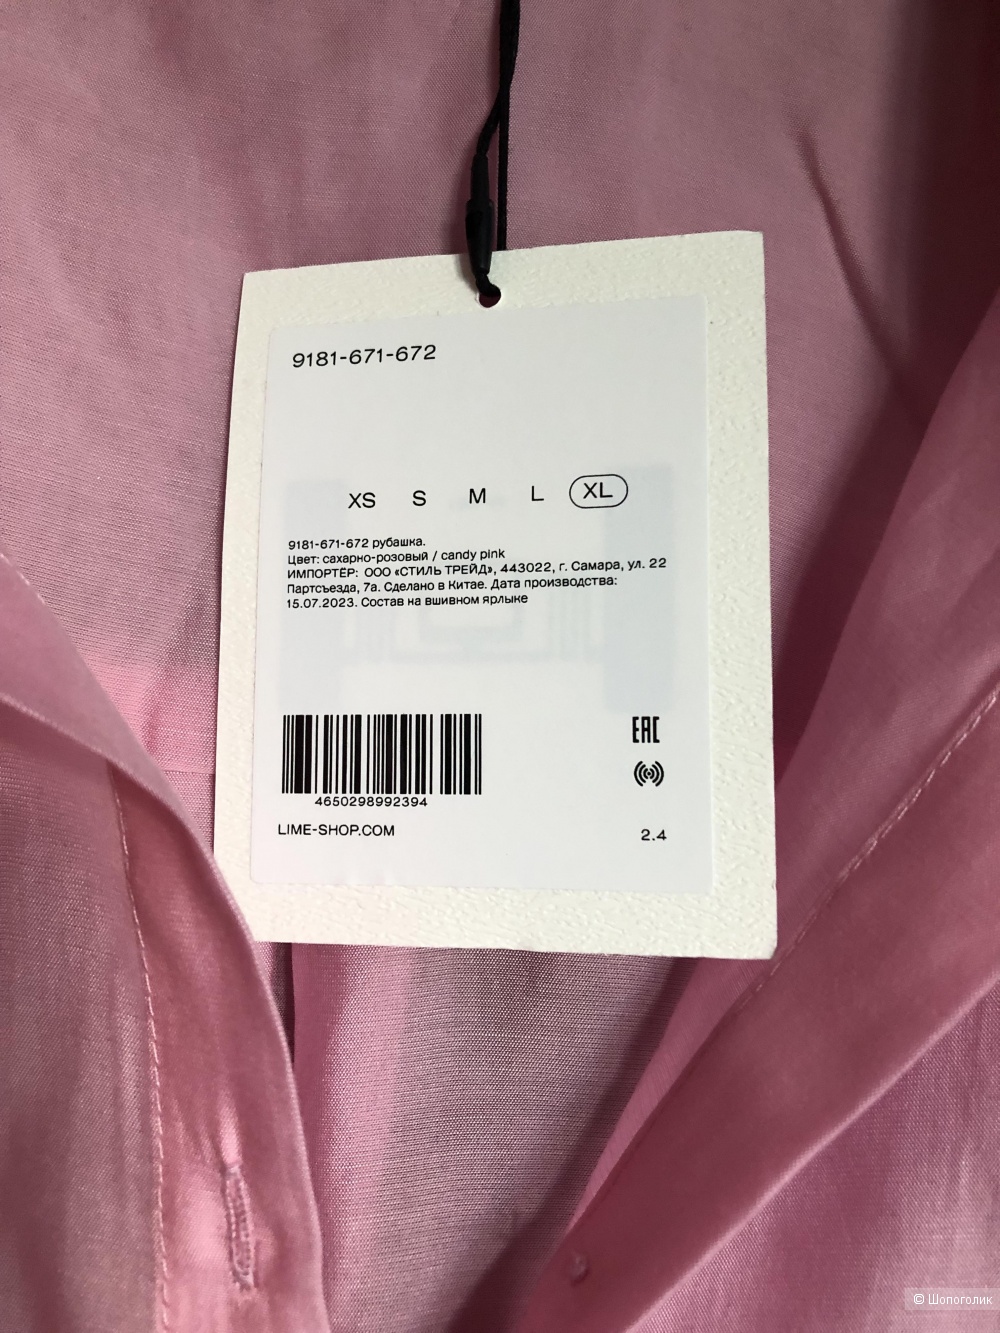 9181-671-672
XS S M L XL
9181-671-672 рубашка.
Цвет: сахарно-розовый / candy pink
ИМПОРТЁР: ООО «СТИЛЬ ТРЕЙД», 443022, г. Самара, ул. 22
Партсъезда, 7а. Сделано в Китае. Дата производства:
15.07.2023. Состав на вшивном ярлыке
EAC
4650298992394
LIME-SHOP.COM
2.4
© Шопоголик